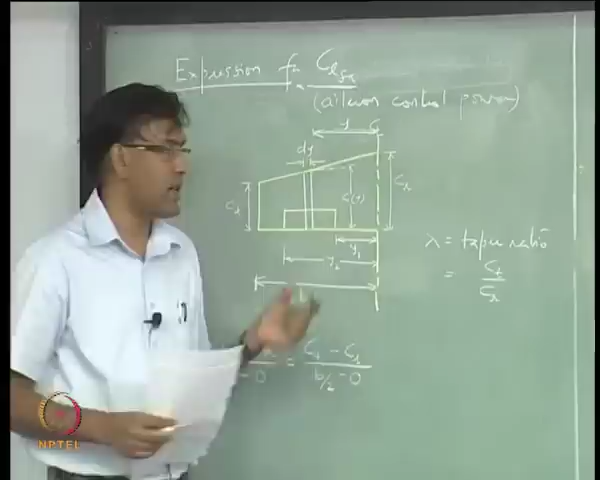 Expression for C_lδa
(aileron control power)
y
dy
C_t
C(y)
C_r
y_1
y_2
λ = taper ratio
= C_t / C_r
= C_t - C_r
- 0
b/2 - 0
NPTEL